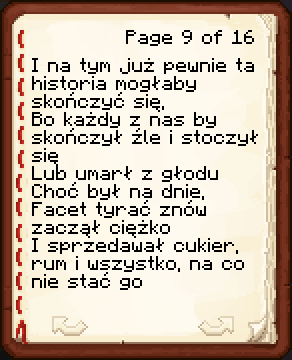 Page 9 of 16
I na tym już pewnie ta
historia mogłaby
skończyć się,
Bo każdy z nas by
skończył źle i stoczył
się
Lub umarł z głodu
Choć był na dnie,
Facet tyrać znów
zaczął ciężko
I sprzedawał cukier,
rum i wszystko, na co
nie stać go